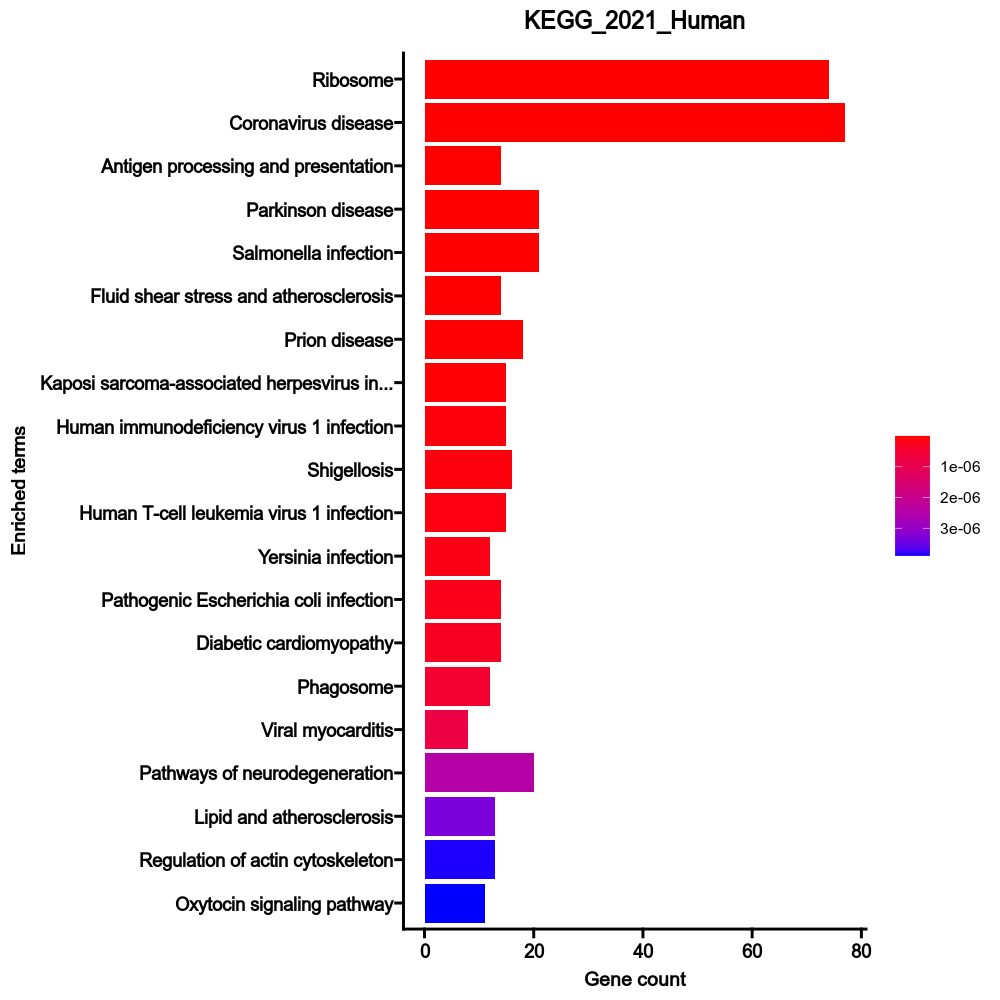 KEGG_2021_Human
Ribosome
Coronavirus disease
Antigen processing and presentation
Parkinson disease
Salmonella infection
Fluid shear stress and atherosclerosis
Prion disease
Kaposi sarcoma-associated herpesvirus in...
Human immunodeficiency virus 1 infection
Shigellosis
Human T-cell leukemia virus 1 infection
Yersinia infection
Pathogenic Escherichia coli infection
Diabetic cardiomyopathy
Phagosome
Viral myocarditis
Pathways of neurodegeneration
Lipid and atherosclerosis
Regulation of actin cytoskeleton
Oxytocin signaling pathway
Enriched terms
0 20 40 60 80
Gene count
1e-06
2e-06
3e-06